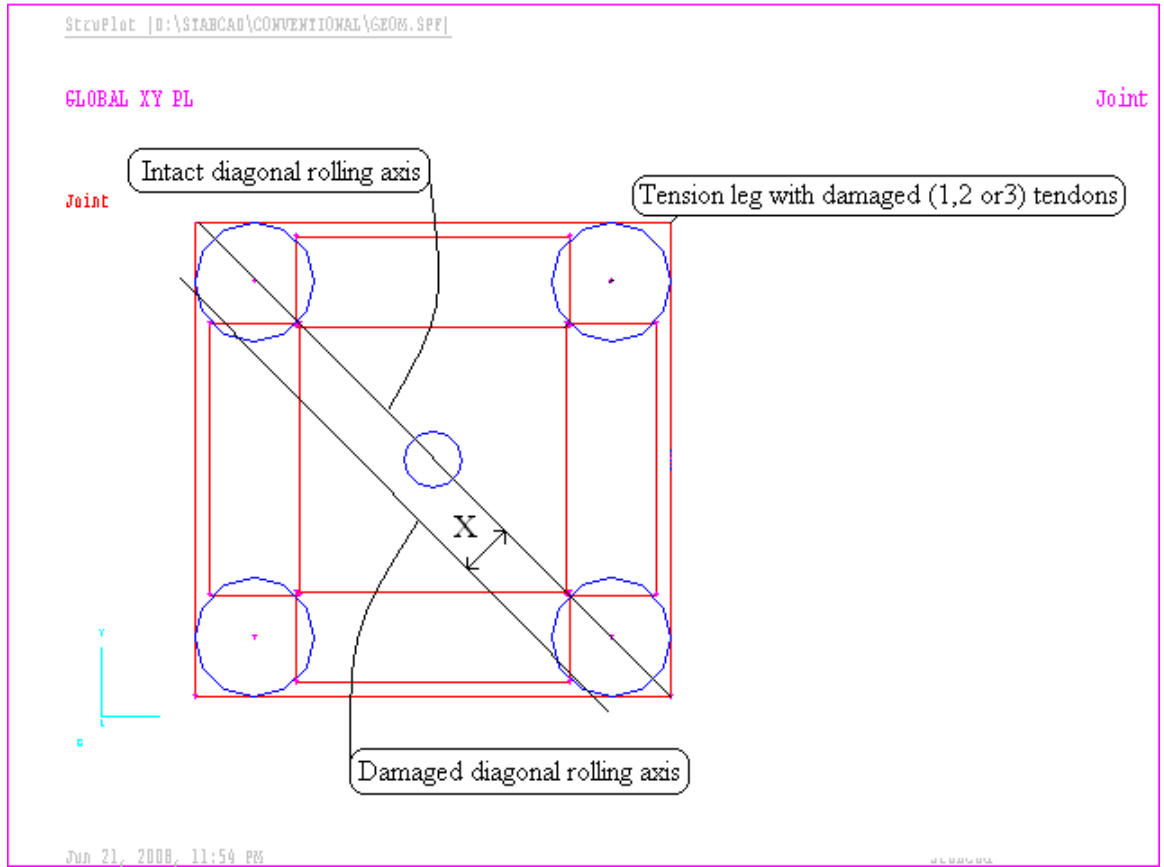 StruPlot |D:\STABCAD\CONVENTIONAL\GEOM.SPF|
GLOBAL XY PL
Joint
Intact diagonal rolling axis
Joint
Tension leg with damaged (1,2 or3) tendons
X
Y
Damaged diagonal rolling axis
Jun 21, 2008, 11:54 PM